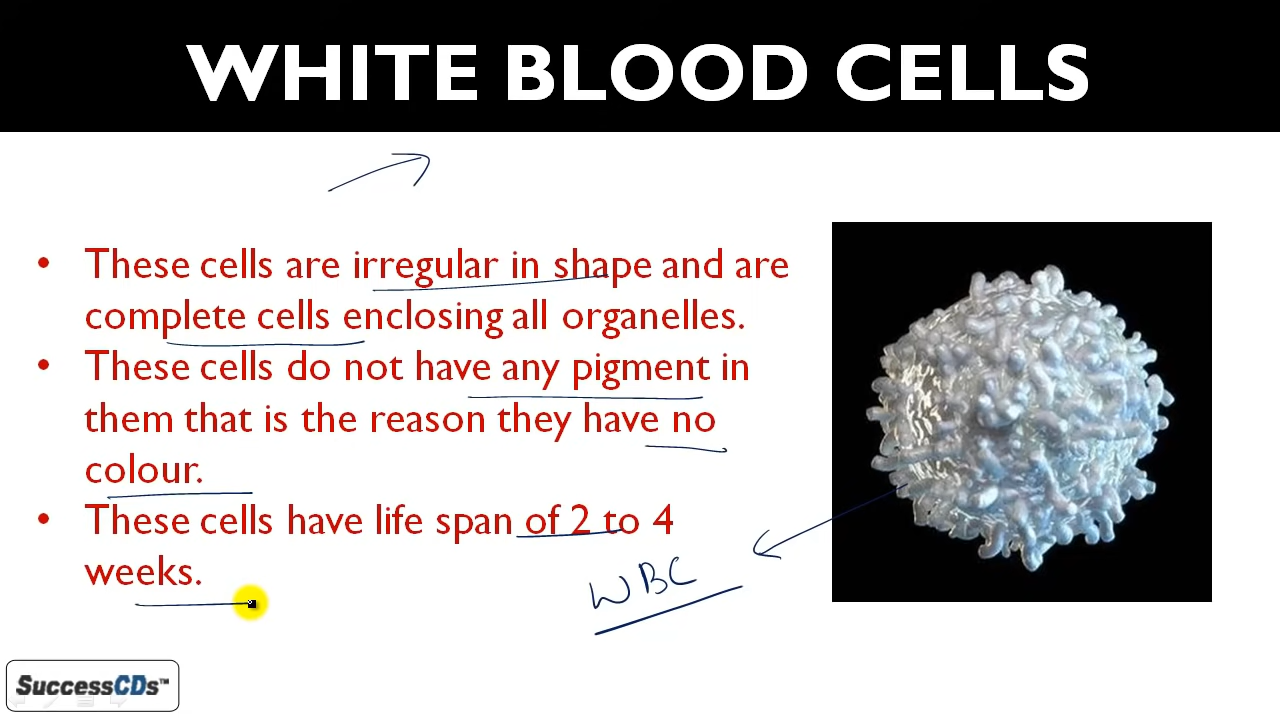 WHITE BLOOD CELLS
• These cells are irregular in shape and are
complete cells enclosing all organelles.
• These cells do not have any pigment in
them that is the reason they have no
colour.
• These cells have life span of 2 to 4
weeks.
WBC
SuccessCDs™